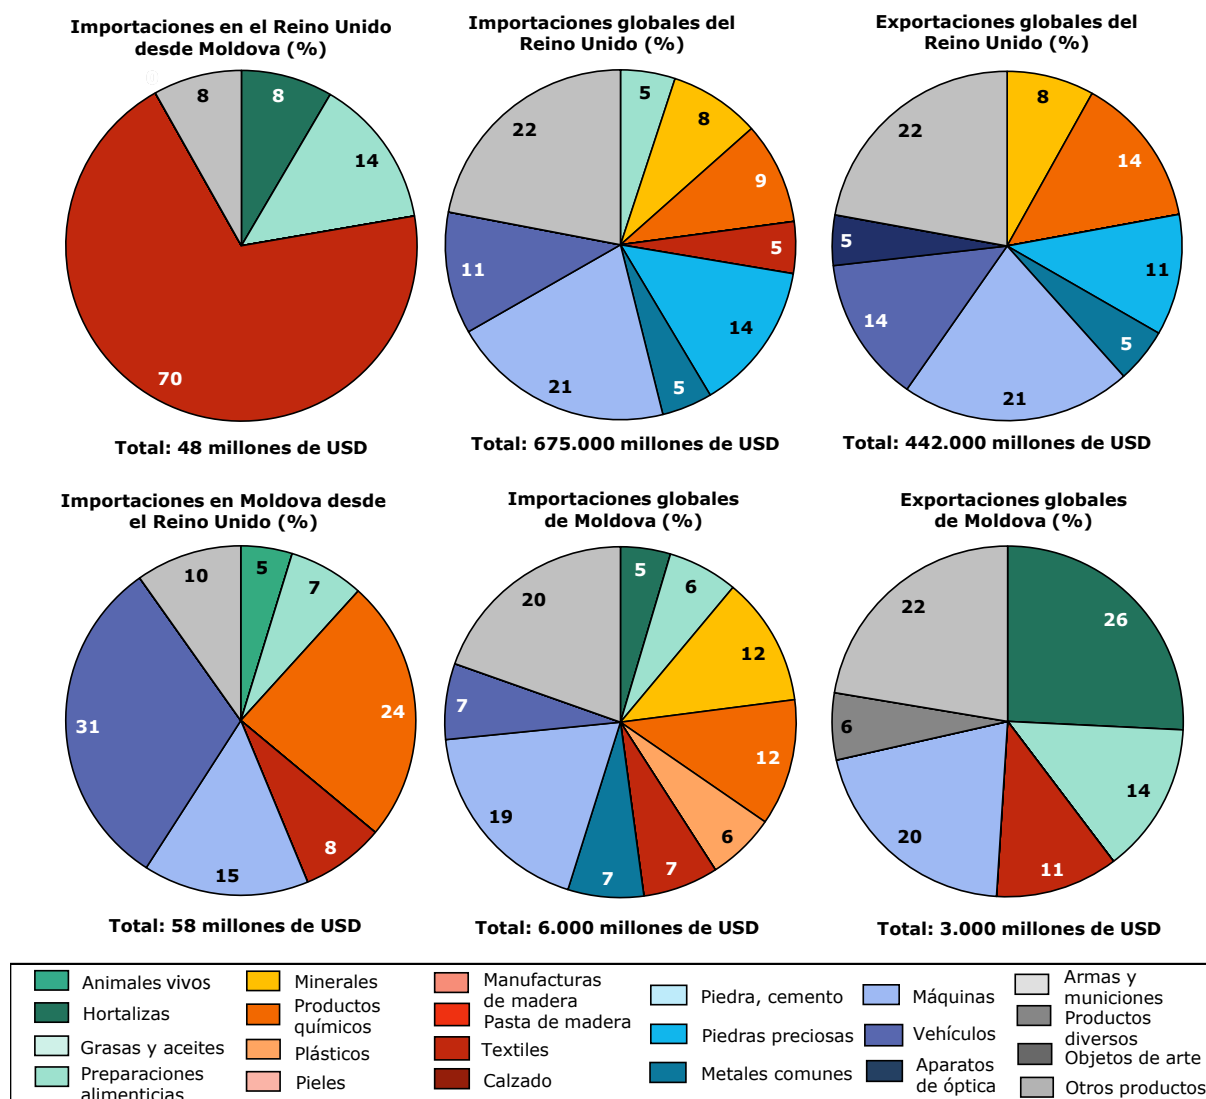 Importaciones en el Reino Unido
desde Moldova (%)
8
8
14
70
Total: 48 millones de USD
Importaciones globales del
Reino Unido (%)
5
8
9
5
14
5
21
11
22
Total: 675.000 millones de USD
Exportaciones globales del
Reino Unido (%)
8
14
11
5
21
14
5
22
Total: 442.000 millones de USD
Importaciones en Moldova desde
el Reino Unido (%)
5
7
24
8
15
31
10
Total: 58 millones de USD
Importaciones globales
de Moldova (%)
5
6
12
12
6
7
7
19
7
20
Total: 6.000 millones de USD
Exportaciones globales
de Moldova (%)
26
14
11
20
6
22
Total: 3.000 millones de USD
Animales vivos
Hortalizas
Grasas y aceites
Preparaciones
alimenticias
Minerales
Productos
químicos
Plásticos
Pieles
Manufacturas
de madera
Pasta de madera
Textiles
Calzado
Piedra, cemento
Piedras preciosas
Metales comunes
Máquinas
Vehículos
Aparatos
de óptica
Armas y
municiones
Productos
diversos
Objetos de arte
Otros productos